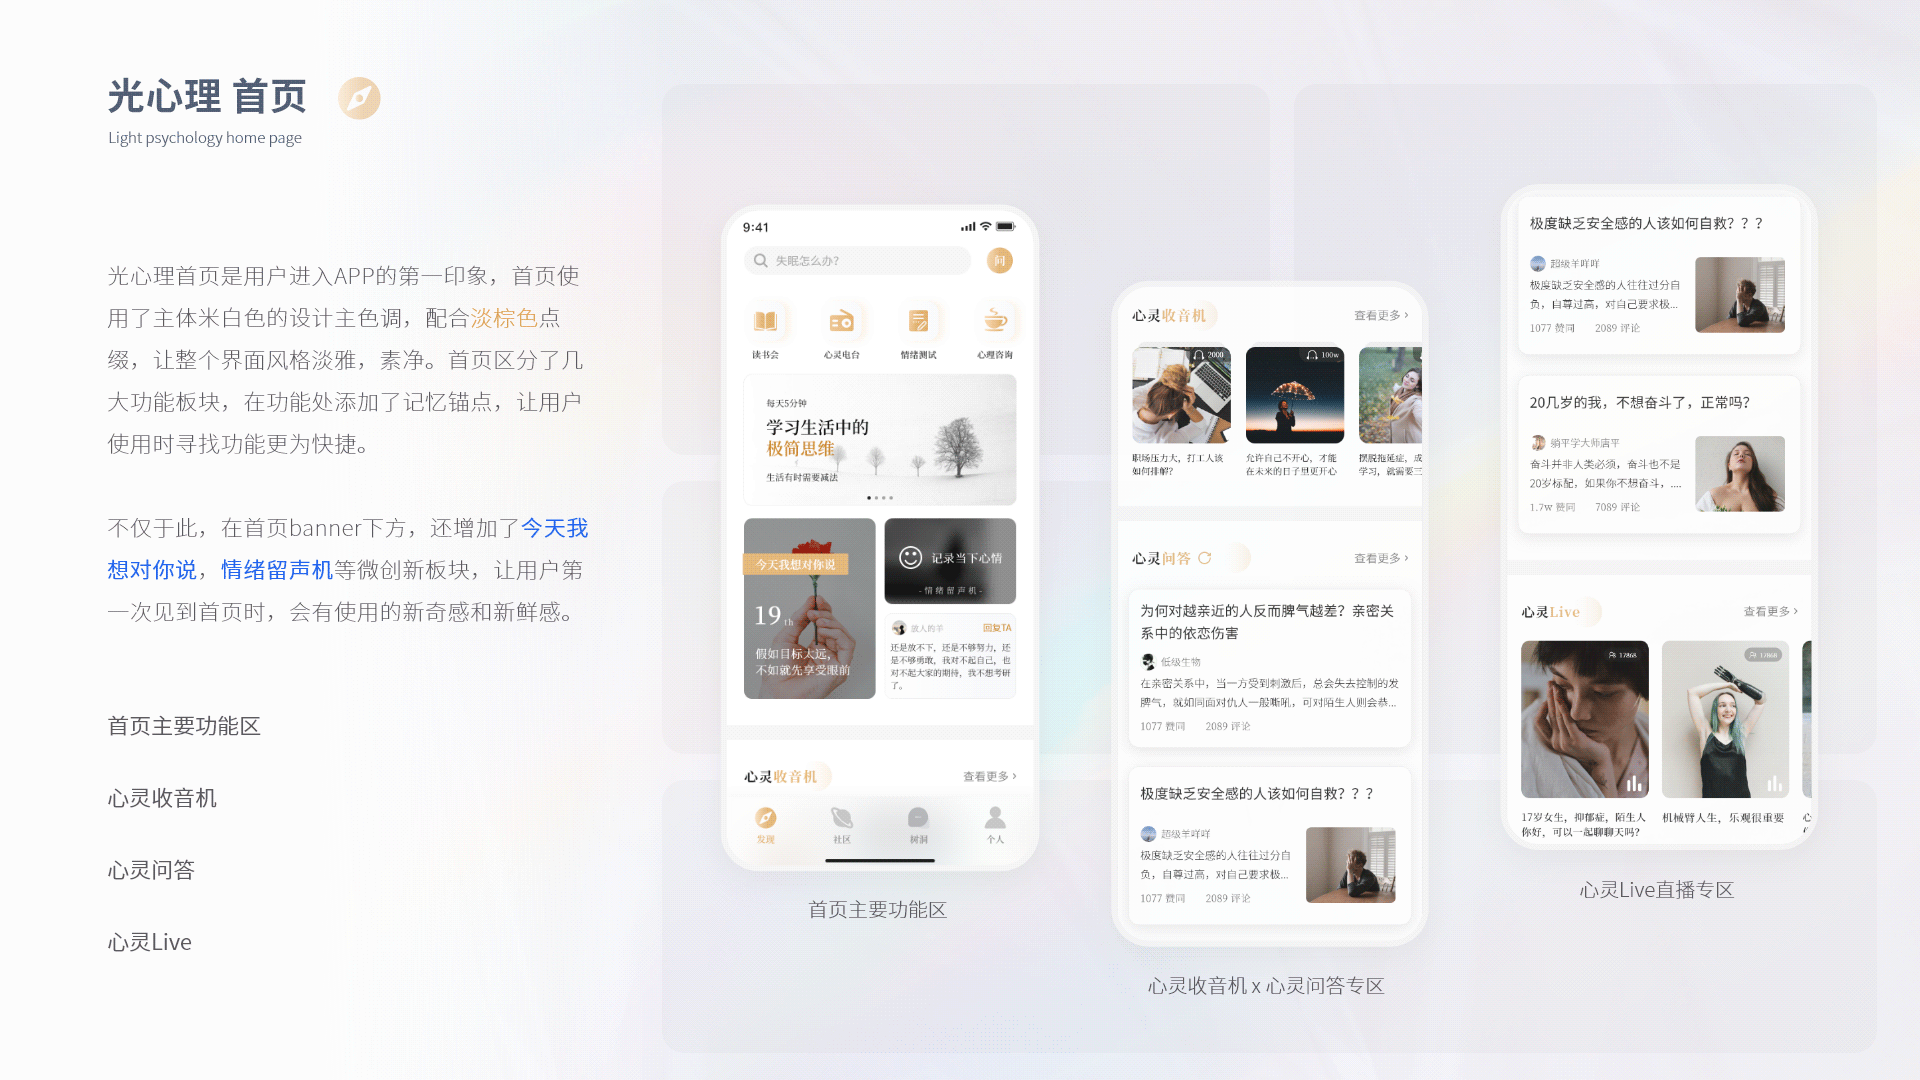 光心理 首页
Light psychology home page
光心理首页是用户进入APP的第一印象，首页使
用了主体米白色的设计主色调，配合淡棕色点
缀，让整个界面风格淡雅，素净。首页区分了几
大功能板块，在功能处添加了记忆锚点，让用户
使用时寻找功能更为快捷。
不仅于此，在首页banner下方，还增加了今天我
想对你说，情绪留声机等微创新板块，让用户第
一次见到首页时，会有使用的新奇感和新鲜感。
首页主要功能区
心灵收音机
心灵问答
心灵Live
9:41
失眠怎么办？
问
读书会
心灵电台
情绪测试
心理咨询
每天5分钟
学习生活中的
极简思维
生活有时需要减法
今天我想对你说
19th
假如目标太远，
不如就先享受眼前
记录当下心情
-情绪留声机-
放人的羊
回复TA
还是放不下，还是不够努力，还
是不够勇敢，我对不起自己，也
对不起大家的期待，我不想考研
了。
心灵收音机
查看更多
发现
社区
树洞
个人
首页主要功能区
心灵收音机
查看更多
2000
100w
职场压力大，打工人该
如何排解？
允许自己不开心，才能
在未来的日子里更开心
摆脱拖延症，成
学习，就需要三
心灵问答
查看更多
为何对越亲近的人反而脾气越差？亲密关
系中的依恋伤害
低级生物
在亲密关系中，当一方受到刺激后，总会失去控制的发
脾气，就如同面对仇人一般嘶吼，可对陌生人则会恭...
1077 赞同 2089 评论
极度缺乏安全感的人该如何自救？？？
超级羊咩咩
极度缺乏安全感的人往往过分自
负，自尊过高，对自己要求极...
1077 赞同 2089 评论
心灵收音机 x 心灵问答专区
极度缺乏安全感的人该如何自救？？？
超级羊咩咩
极度缺乏安全感的人往往过分自
负，自尊过高，对自己要求极...
1077 赞同 2089 评论
20几岁的我，不想奋斗了，正常吗？
躺平学大师庙平
奋斗并非人类必须，奋斗也不是
20岁标配，如果你不想奋斗，....
1.7w 赞同 7089 评论
心灵Live
查看更多
17868
17868
17岁女生，抑郁症，陌生人
你好，可以一起聊聊天吗？
机械臂人生，乐观很重要
心灵Live直播专区